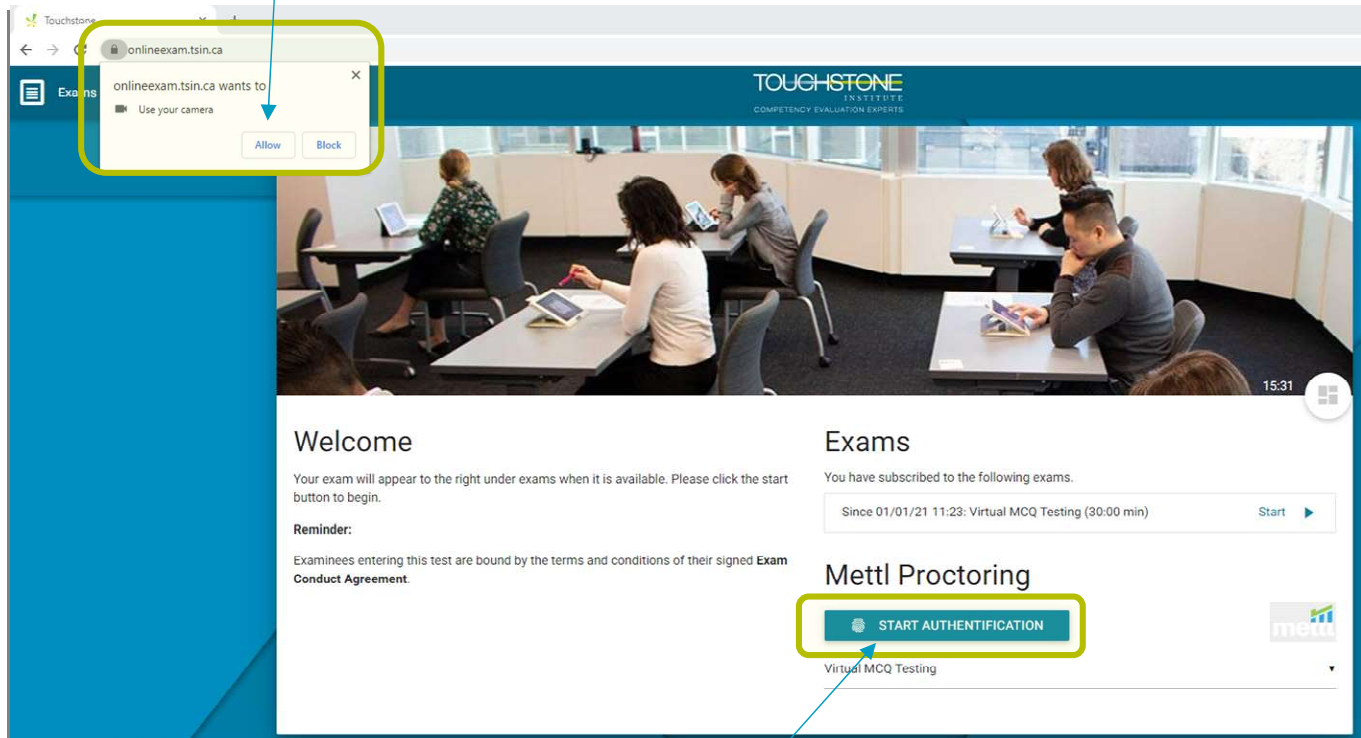 Touchstone
onlineexam.tsin.ca
Exams
onlineexam.tsin.ca wants to
Use your camera
Allow Block
TOUCHSTONE
INSTITUTE
COMPETENCY EVALUATION EXPERTS
15:31
Welcome
Your exam will appear to the right under exams when it is available. Please click the start
button to begin.
Reminder:
Examinees entering this test are bound by the terms and conditions of their signed Exam
Conduct Agreement.
Exams
You have subscribed to the following exams.
Since 01/01/21 11:23: Virtual MCQ Testing (30:00 min) Start
Mettl Proctoring
START AUTHENTIFICATION
mettl
Virtual MCQ Testing